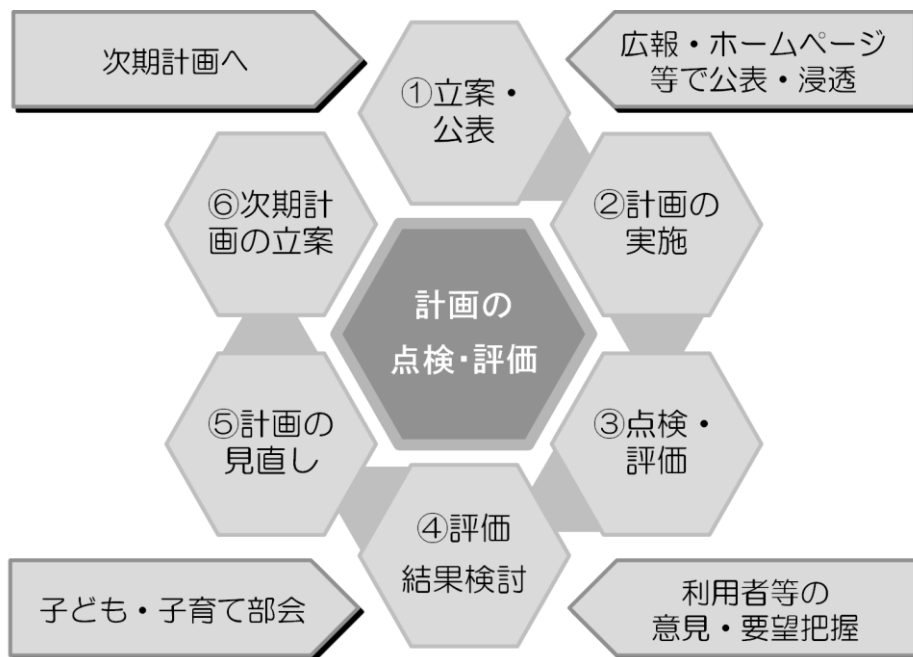 次期計画へ
広報・ホームページ
等で公表・浸透
①立案・
公表
②計画の
実施
③点検・
評価
④評価
結果検討
⑤計画の
見直し
⑥次期計
画の立案
計画の
点検・評価
子ども・子育て部会
利用者等の
意見・要望把握